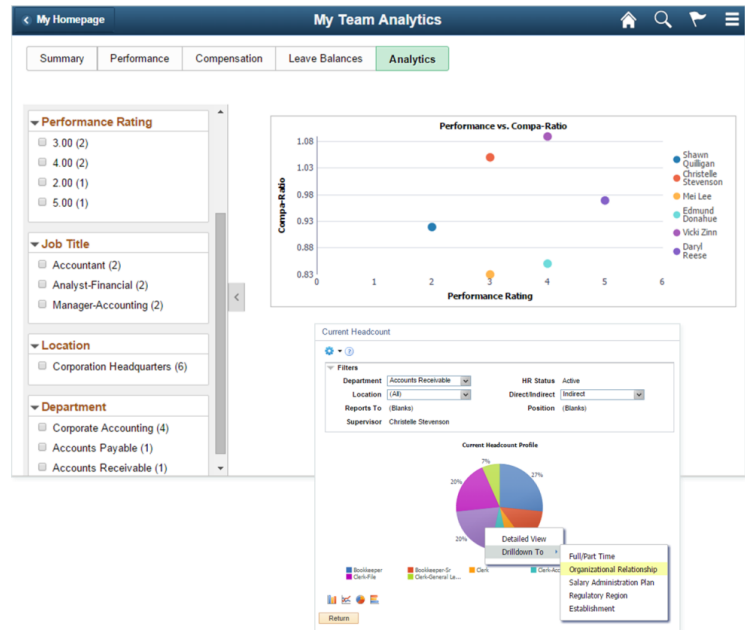 My Homepage
My Team Analytics
Summary
Performance
Compensation
Leave Balances
Analytics
Performance Rating
3.00 (2)
4.00 (2)
2.00 (1)
5.00 (1)
Job Title
Accountant (2)
Analyst-Financial (2)
Manager-Accounting (2)
Location
Corporation Headquarters (6)
Department
Corporate Accounting (4)
Accounts Payable (1)
Accounts Receivable (1)
Performance vs. Compa-Ratio
Compa-Ratio
1.08
1.03
0.98
0.93
0.88
0.83
0 1 2 3 4 5 6
Performance Rating
Shawn
Quilligan
Christelle
Stevenson
Mei Lee
Edmund
Donahue
Vicki Zinn
Daryl
Reese
Current Headcount
Filters
Department Accounts Receivable HR Status Active
Location (All) Direct/Indirect Indirect
Reports To (Blanks) Position (Blanks)
Supervisor Christelle Stevenson
Current Headcount Profile
7%
27%
20%
20%
Detailed View
Drilldown To
Full/Part Time
Organizational Relationship
Salary Administration Plan
Regulatory Region
Establishment
Bookkeeper Bookkeeper-Sr Clerk Clerk-Acc
Clerk-File Clerk-General Le...
Return